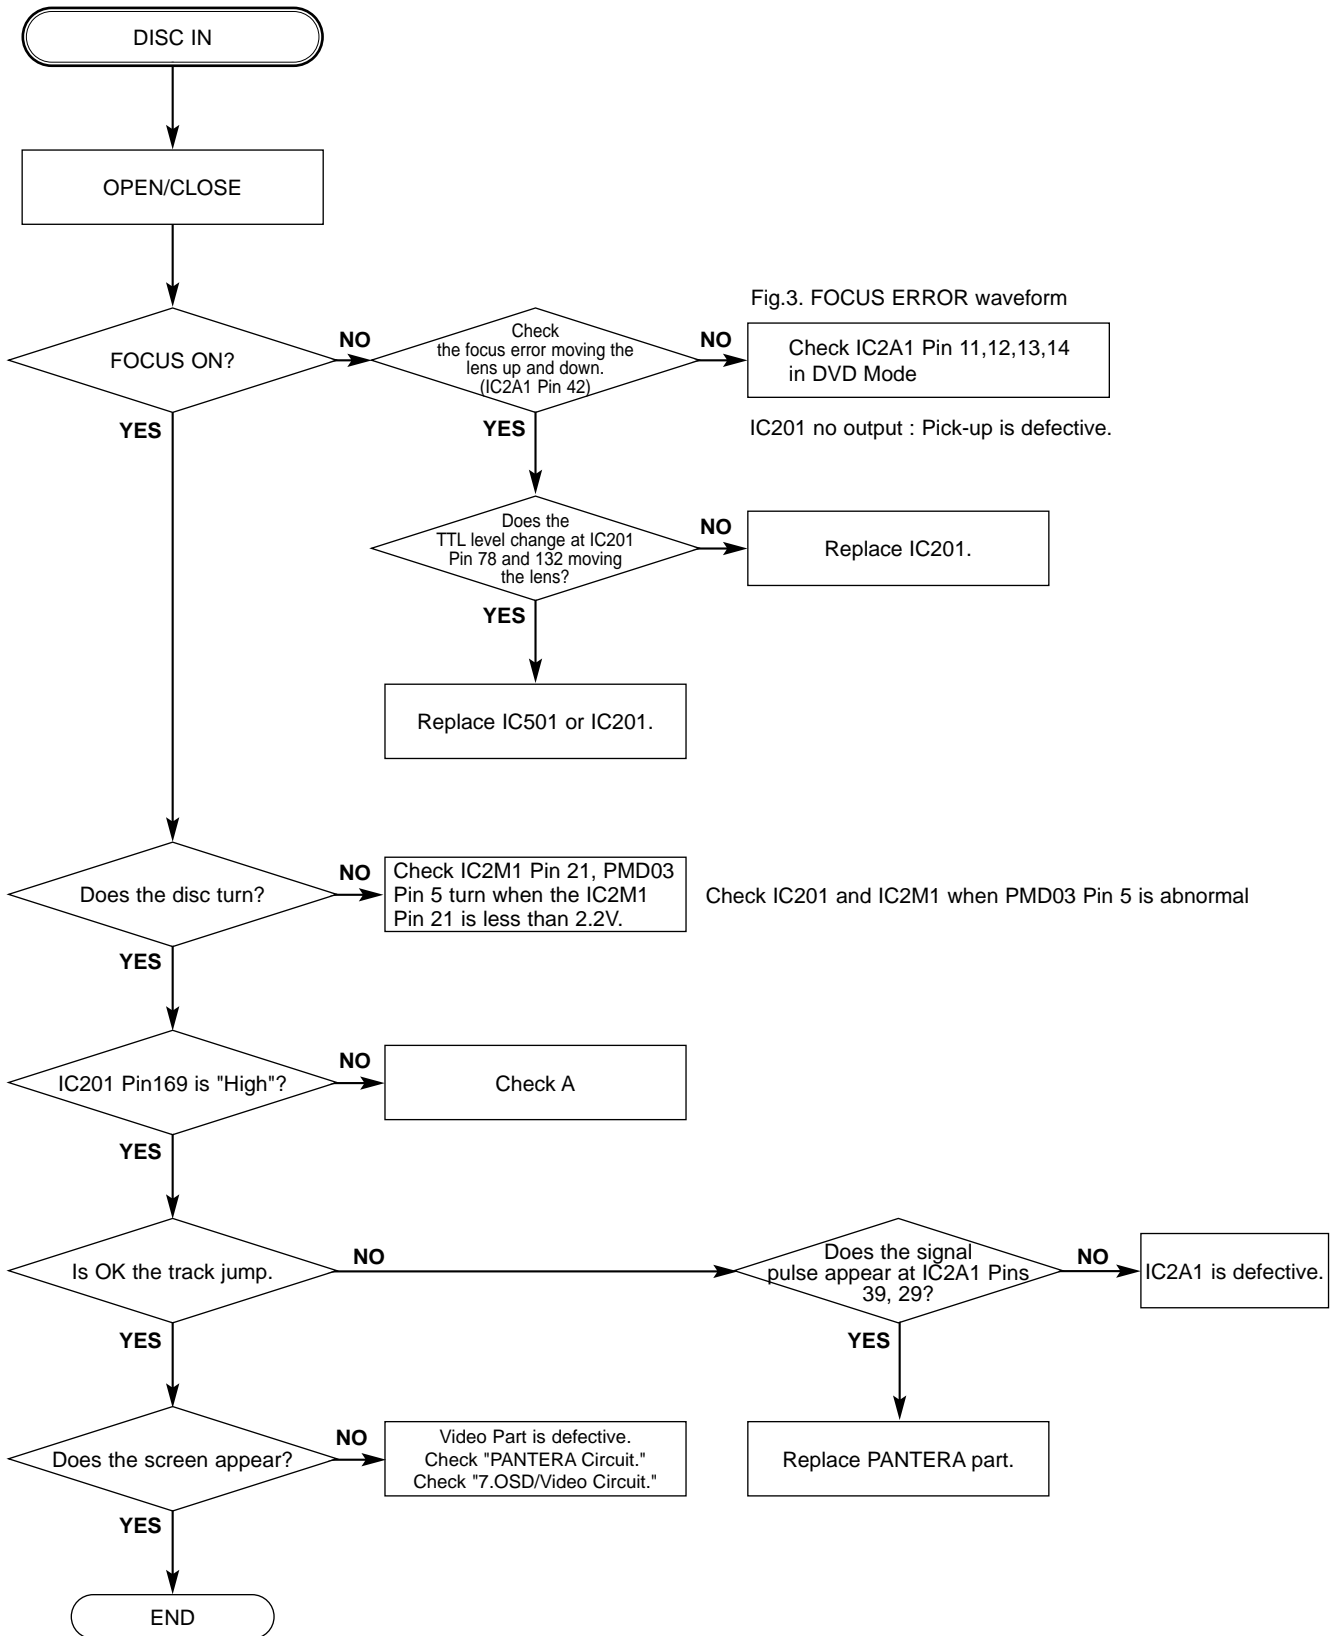 DISC IN
OPEN/CLOSE
Fig.3. FOCUS ERROR waveform
FOCUS ON?
NO
Check
the focus error moving the
lens up and down.
(IC2A1 Pin 42)
NO
Check IC2A1 Pin 11,12,13,14
in DVD Mode
YES
YES
IC201 no output : Pick-up is defective.
Does the
TTL level change at IC201
Pin 78 and 132 moving
the lens?
NO
Replace IC201.
YES
Replace IC501 or IC201.
Does the disc turn?
NO
Check IC2M1 Pin 21, PMD03
Pin 5 turn when the IC2M1
Pin 21 is less than 2.2V.
Check IC201 and IC2M1 when PMD03 Pin 5 is abnormal
YES
IC201 Pin169 is "High"?
NO
Check A
YES
Is OK the track jump.
NO
Does the signal
pulse appear at IC2A1 Pins
39, 29?
NO
IC2A1 is defective.
YES
YES
Does the screen appear?
NO
Video Part is defective.
Check "PANTERA Circuit."
Check "7.OSD/Video Circuit."
Replace PANTERA part.
YES
END